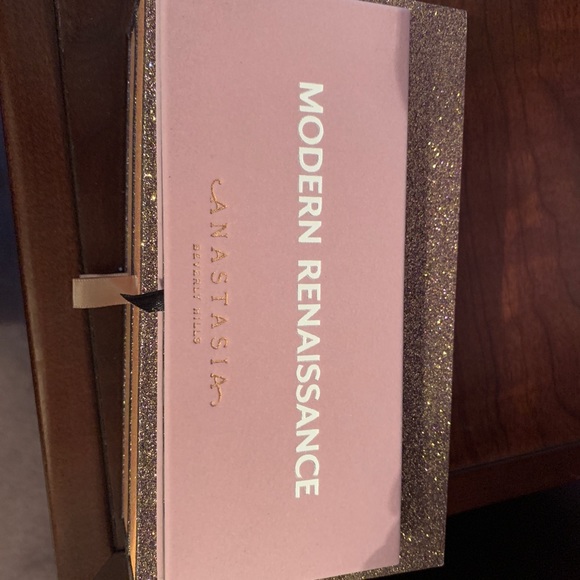 MODERN RENAISSANCE
ANASTASIA
BEVERLY HILLS